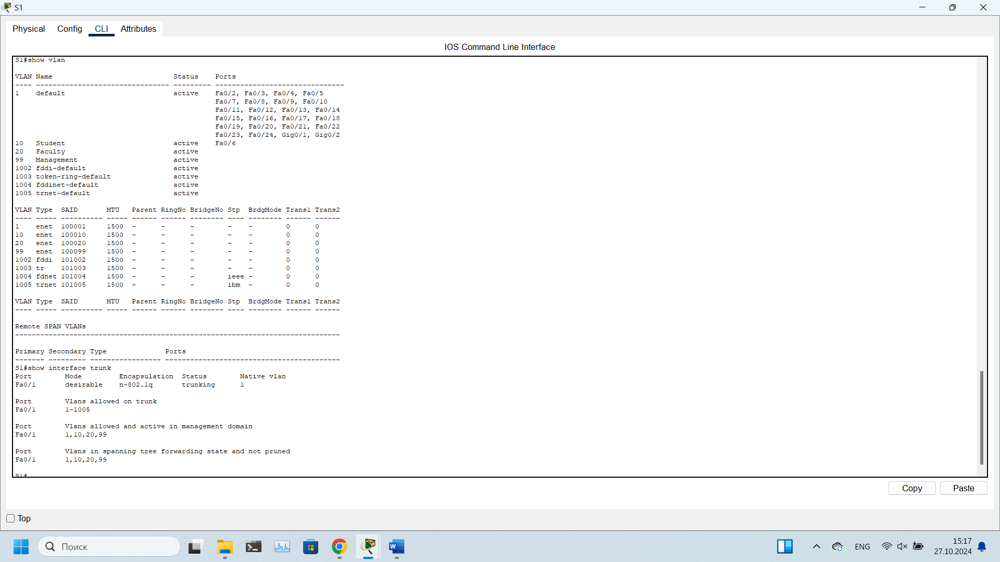 S1
Physical Config CLI Attributes
IOS Command Line Interface
S1#show vlan
VLAN Name Status Ports
---- -------------------------------- --------- -------------------------------
1 default active Fa0/2, Fa0/3, Fa0/4, Fa0/5
Fa0/7, Fa0/8, Fa0/9, Fa0/10
Fa0/11, Fa0/12, Fa0/13, Fa0/14
Fa0/15, Fa0/16, Fa0/17, Fa0/18
Fa0/19, Fa0/20, Fa0/21, Fa0/22
Fa0/23, Fa0/24, Gig0/1, Gig0/2
10 Student active Fa0/6
20 Faculty active
99 Management active
1002 fddi-default active
1003 token-ring-default active
1004 fddinet-default active
1005 trnet-default active
VLAN Type SAID MTU Parent RingNo BridgeNo Stp BrdgMode Trans1 Trans2
---- ----- ---------- ----- ------ ------ -------- ---- -------- ------ ------
1 enet 100001 1500 - - - - - 0 0
10 enet 100010 1500 - - - - - 0 0
20 enet 100020 1500 - - - - - 0 0
99 enet 100099 1500 - - - - - 0 0
1002 fddi 101002 1500 - - - - - 0 0
1003 tr 101003 1500 - - - - - 0 0
1004 fdnet 101004 1500 - - - ieee - 0 0
1005 trnet 101005 1500 - - - ibm - 0 0
VLAN Type SAID MTU Parent RingNo BridgeNo Stp BrdgMode Trans1 Trans2
---- ----- ---------- ----- ------ ------ -------- ---- -------- ------ ------
Remote SPAN VLANs
------------------------------------------------------------------------------
Primary Secondary Type Ports
------- --------- ----------------- ------------------------------------------
S1#show interface trunk
Port Mode Encapsulation Status Native vlan
Fa0/1 desirable n-802.1q trunking 1
Port Vlans allowed on trunk
Fa0/1 1-1005
Port Vlans allowed and active in management domain
Fa0/1 1,10,20,99
Port Vlans in spanning tree forwarding state and not pruned
Fa0/1 1,10,20,99
S1#
Copy Paste
Top
Поиск
ENG
15:17
27.10.2024